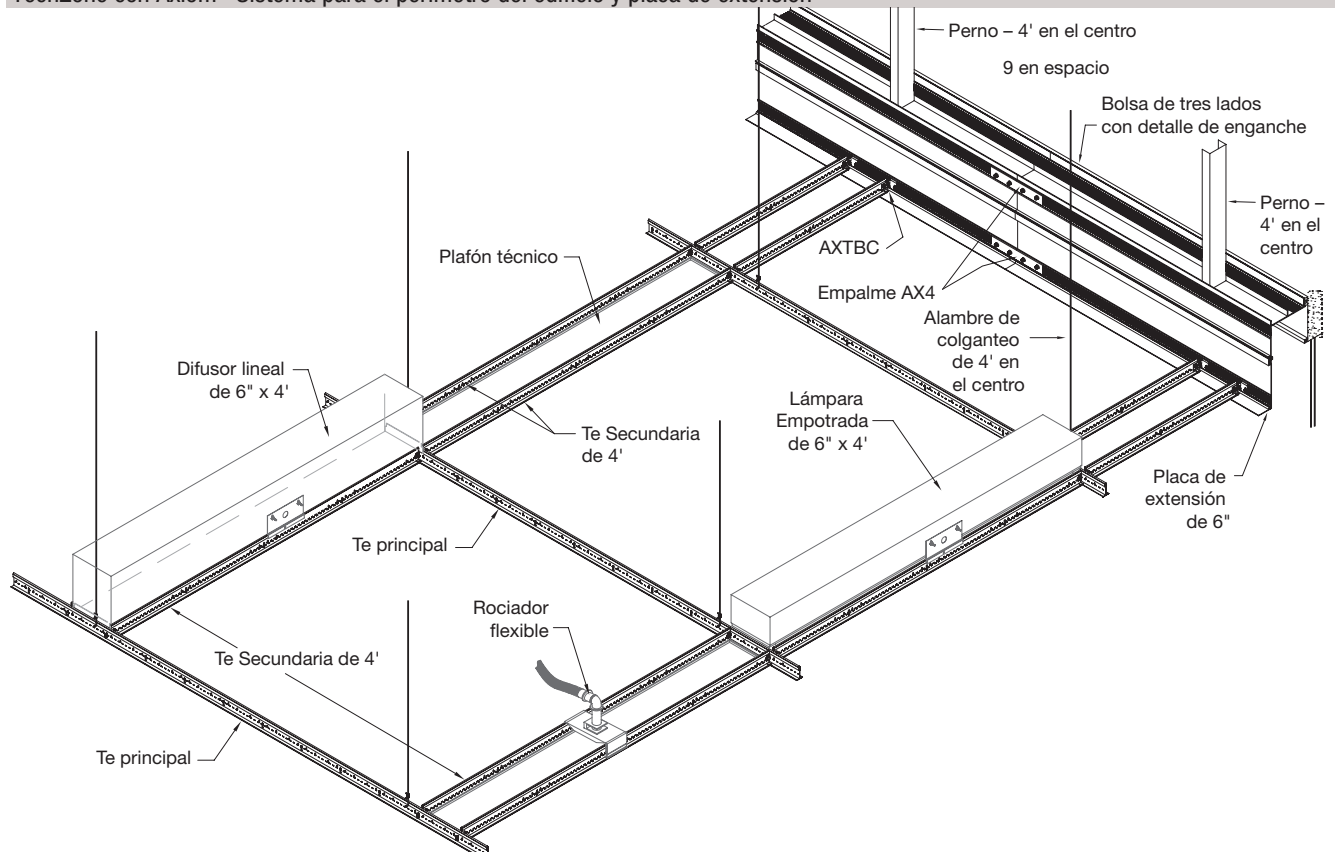 Perno – 4' en el centro
9 en espacio
Bolsa de tres lados
con detalle de enganche
Perno –
4' en el
centro
AXTBC
Plafón técnico
Empalme AX4
Alambre de
colganteo
de 4' en
el centro
Difusor lineal
de 6" x 4'
Lámpara
Empotrada
de 6" x 4'
Te Secundaria
de 4'
Placa de
extensión
de 6"
Te principal
Rociador
flexible
Te Secundaria de 4'
Te principal